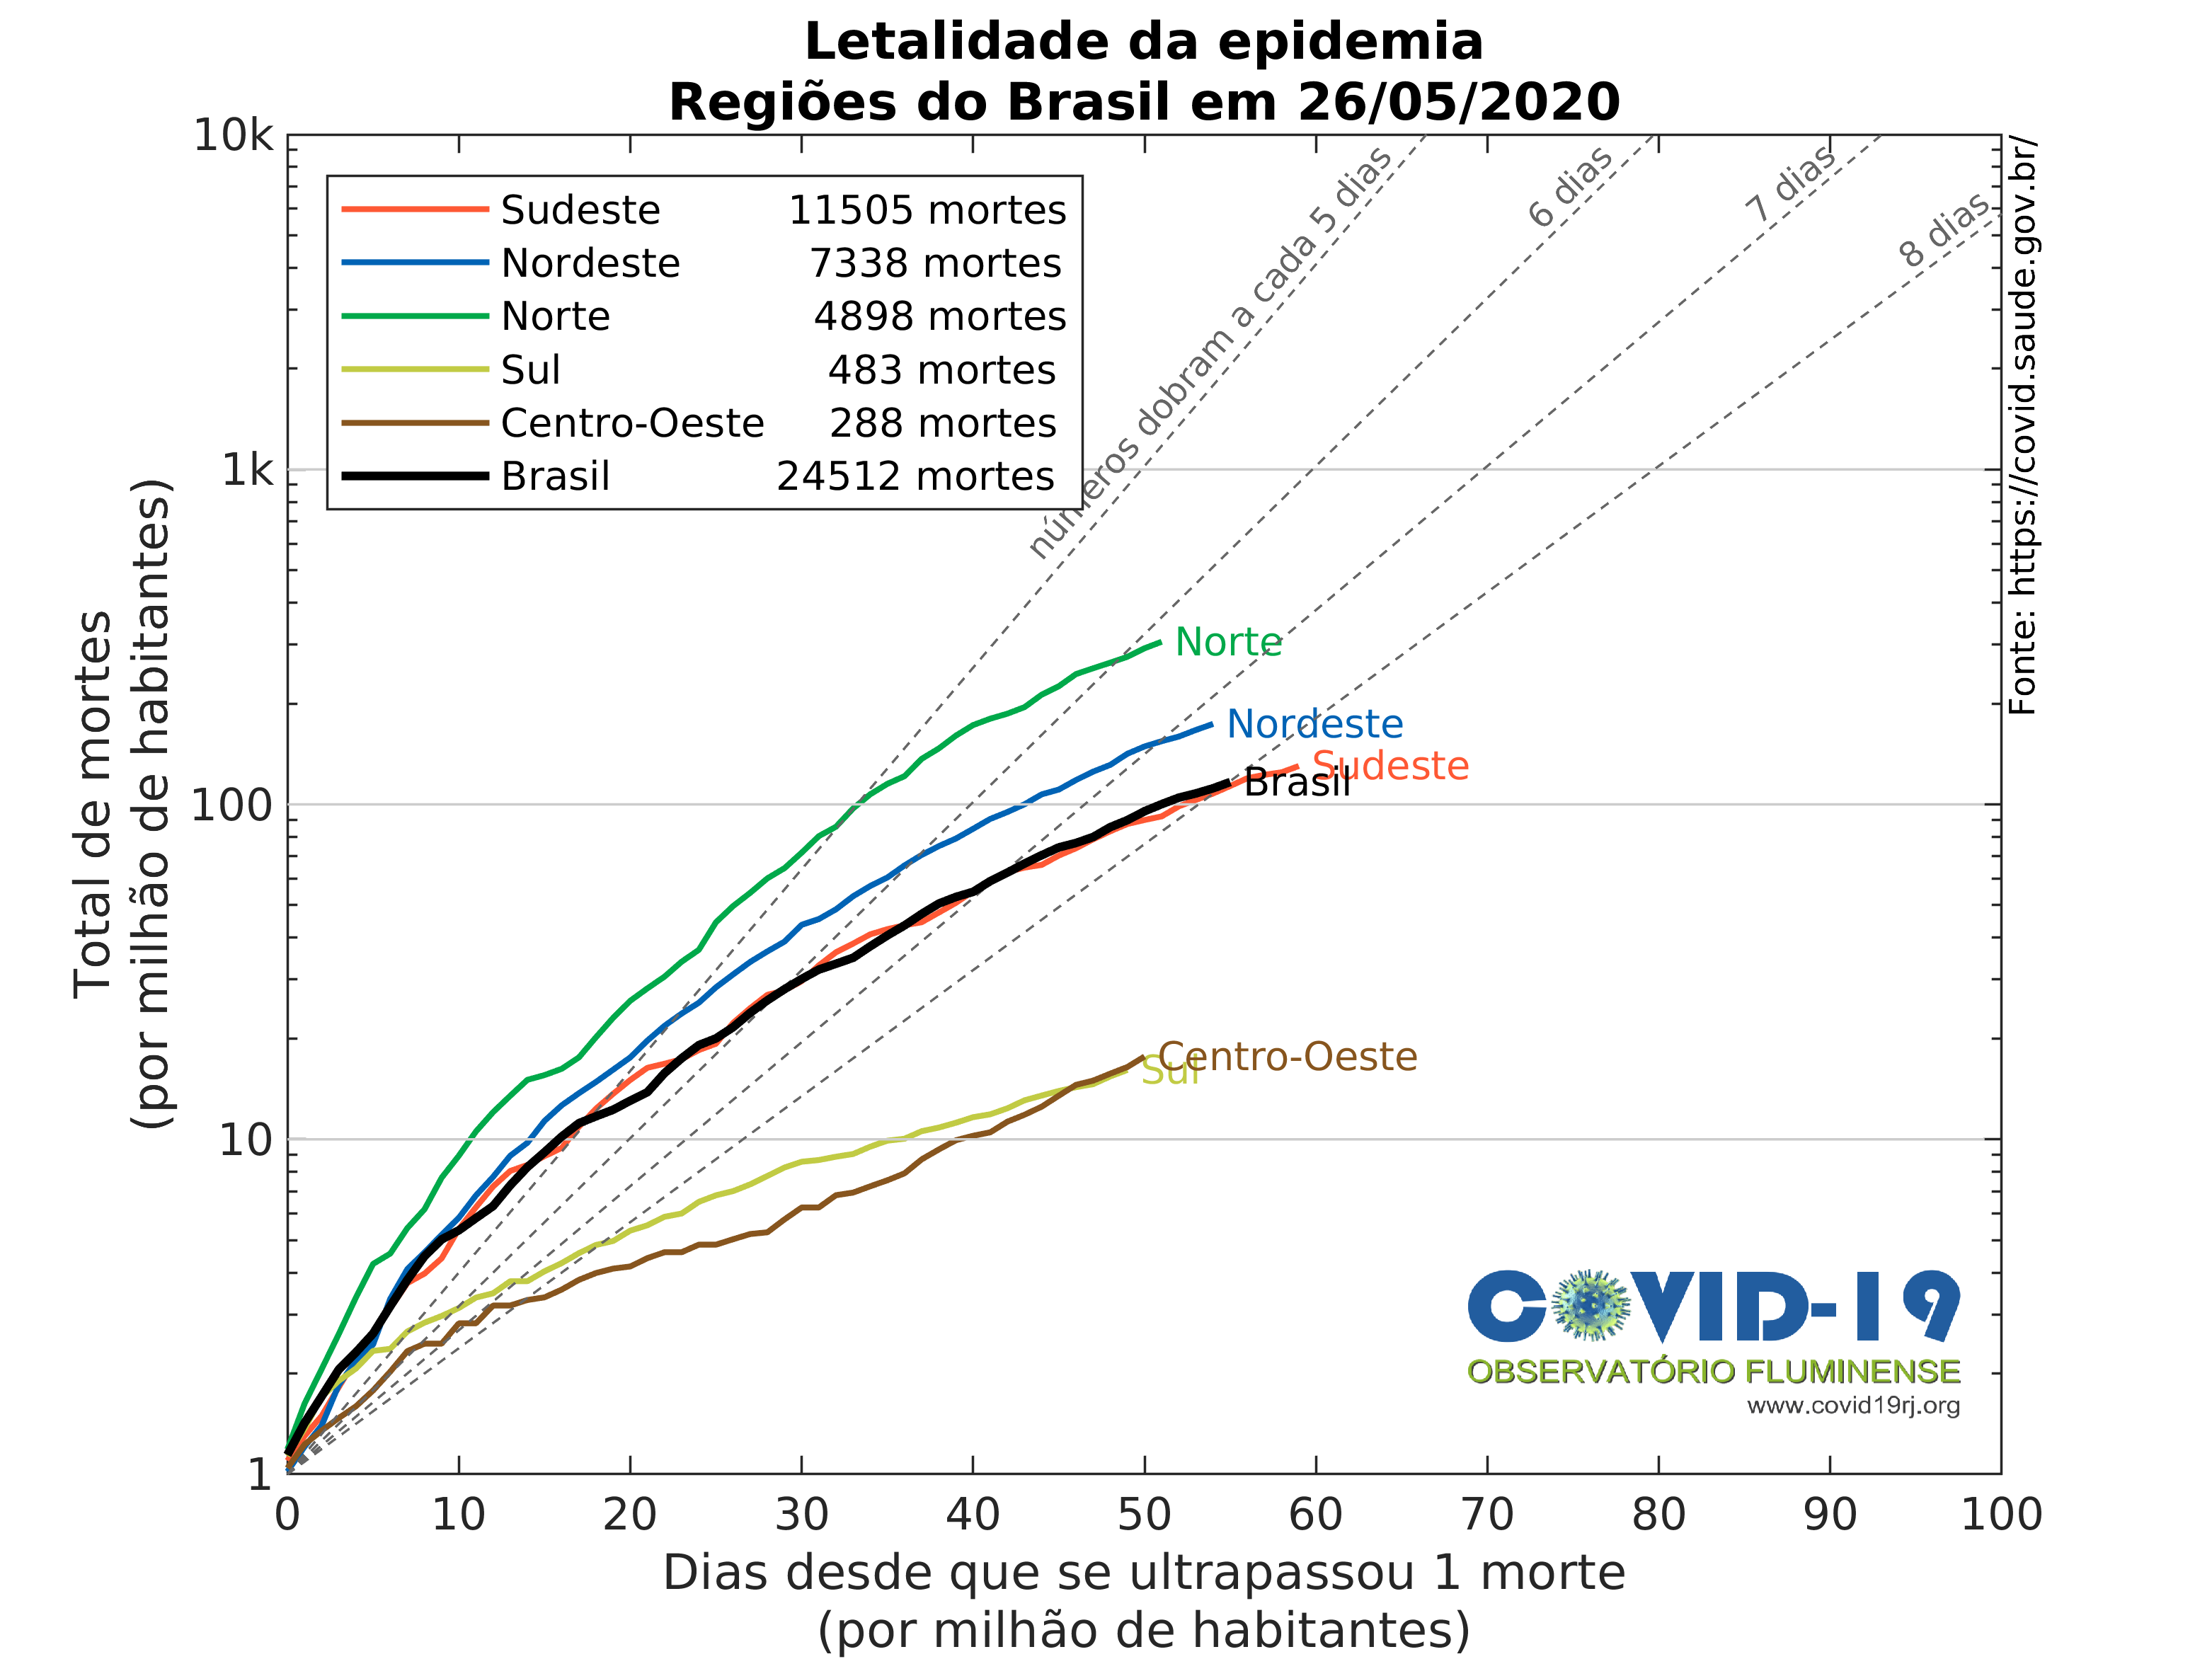 Letalidade da epidemia
Regiões do Brasil em 26/05/2020
Total de mortes
(por milhão de habitantes)
10k
1k
100
10
1
Sudeste 11505 mortes
Nordeste 7338 mortes
Norte 4898 mortes
Sul 483 mortes
Centro-Oeste 288 mortes
Brasil 24512 mortes
números dobram a cada 5 dias
6 dias
7 dias
8 dias
Fonte: https://covid.saude.gov.br/
Norte
Nordeste
Sudeste
Brasil
Centro-Oeste
Sul
COVID-19
OBSERVATÓRIO FLUMINENSE
www.covid19rj.org
0 10 20 30 40 50 60 70 80 90 100
Dias desde que se ultrapassou 1 morte
(por milhão de habitantes)